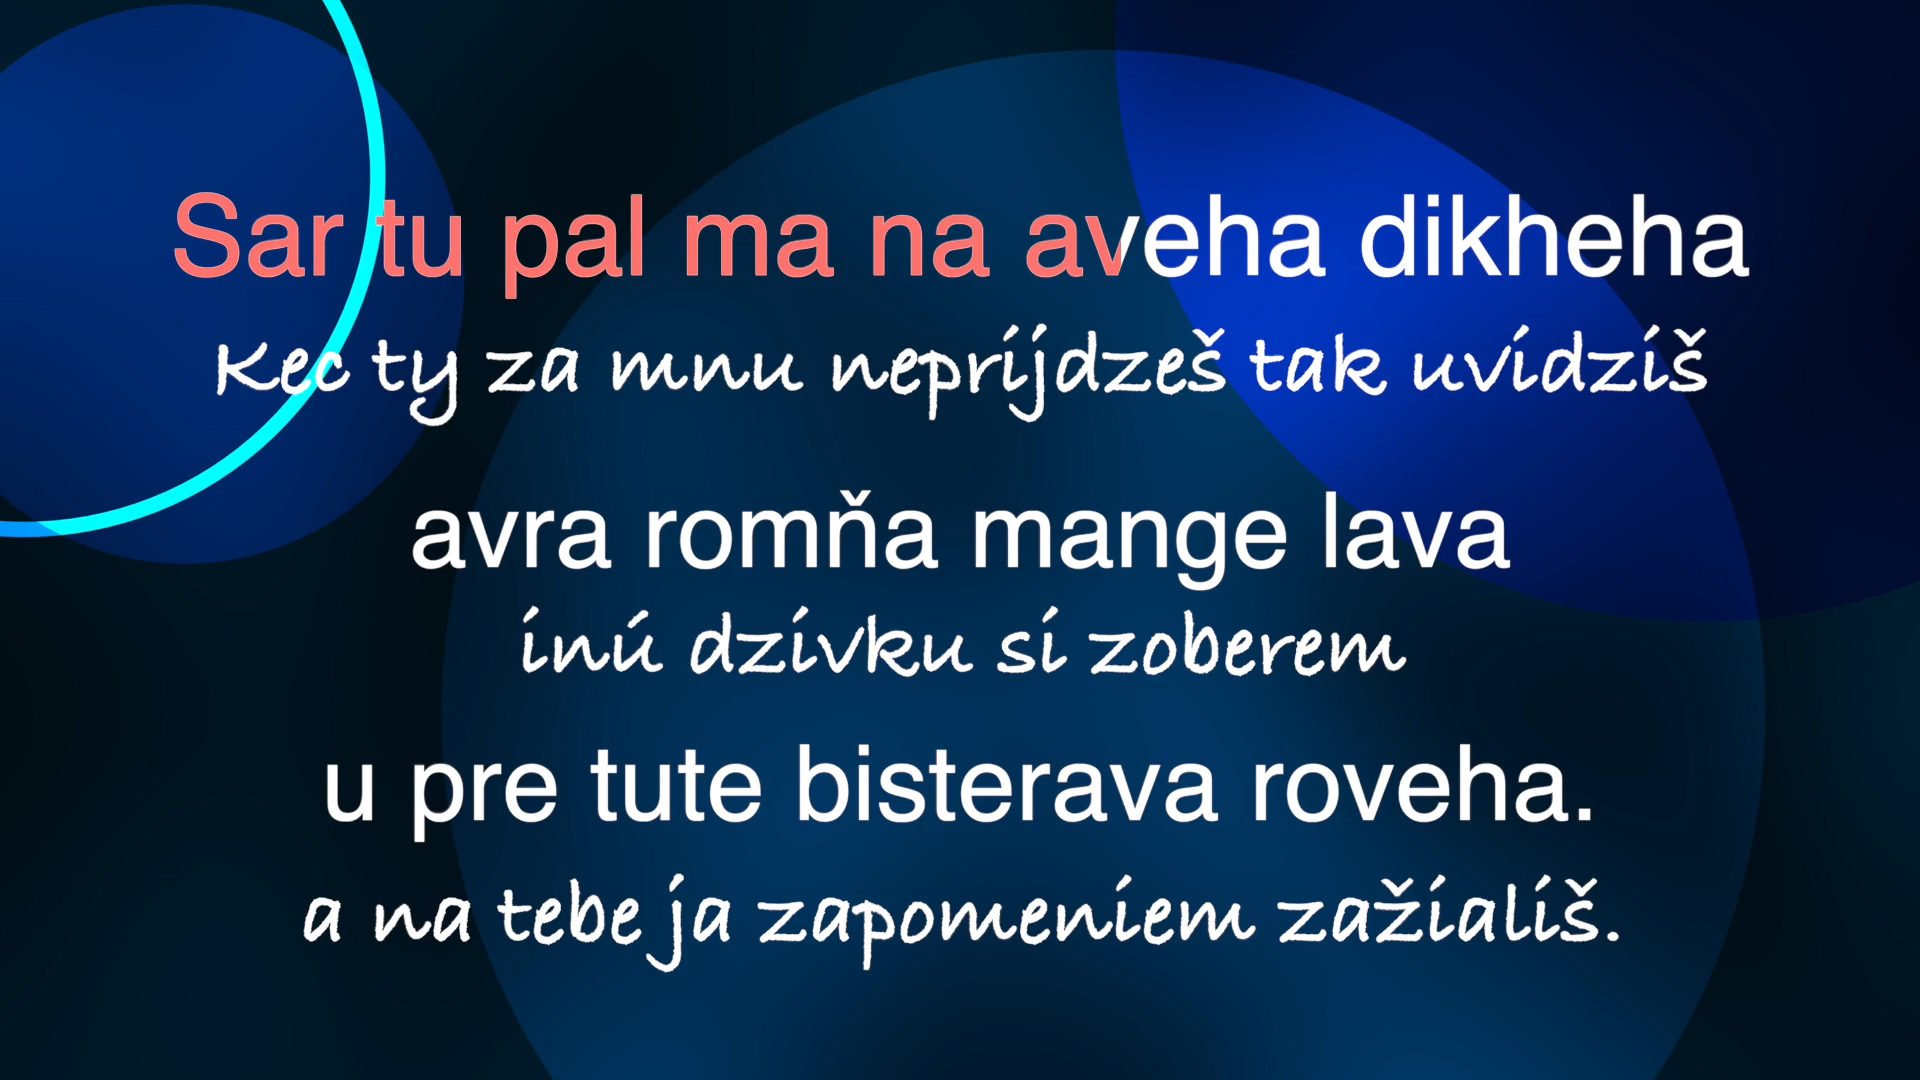 Sar tu pal ma na aveha dikheha
Kec ty za mnu neprijdzeš tak uvidziš
avra romňa mange lava
inú dzivku si zoberem
u pre tute bisterava roveha.
a na tebe ja zapomeniem zažiališ.